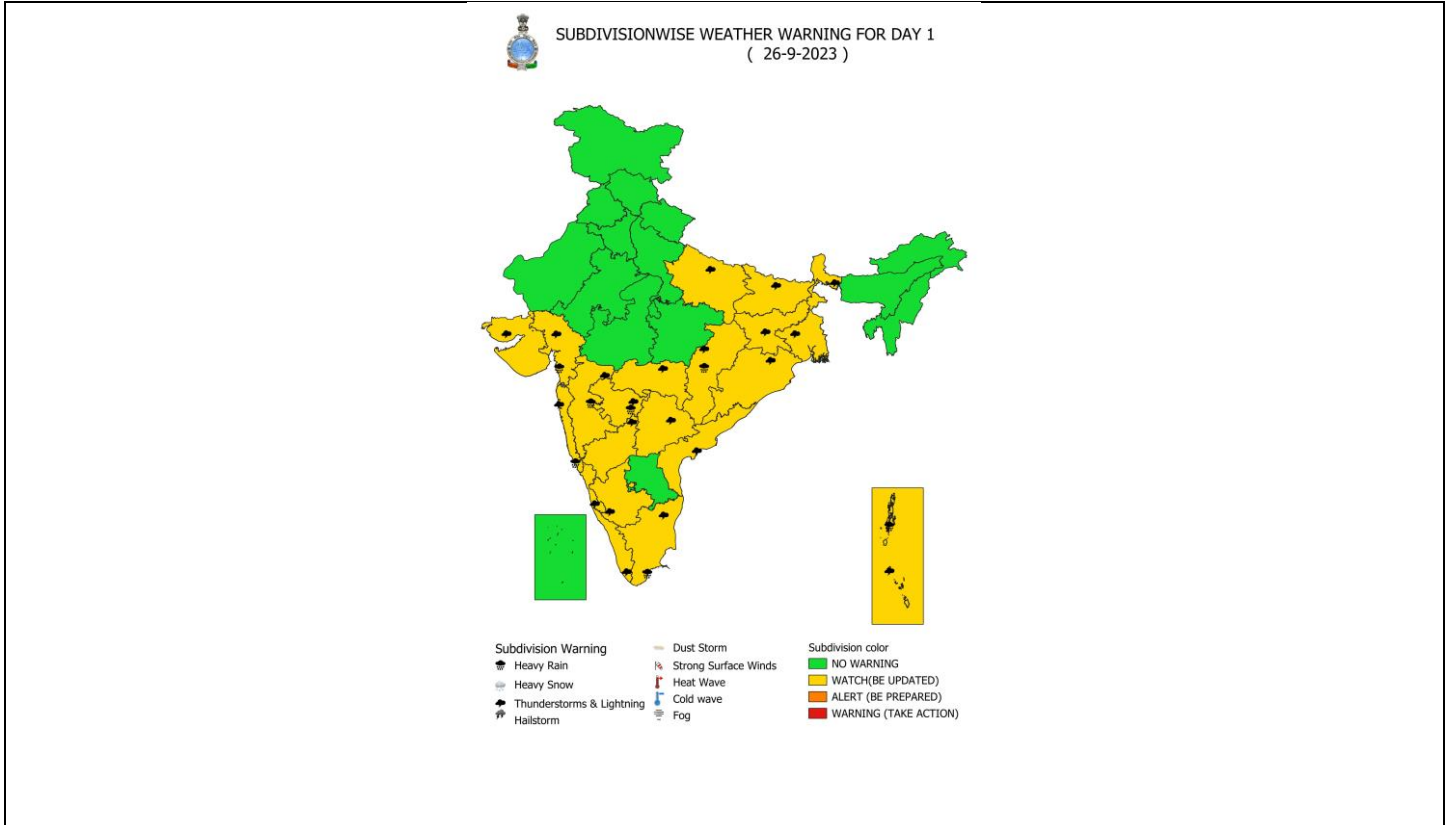 SUBDIVISIONWISE WEATHER WARNING FOR DAY 1
( 26-9-2023 )
Subdivision Warning
Heavy Rain
Heavy Snow
Thunderstorms & Lightning
Hailstorm
Dust Storm
Strong Surface Winds
Heat Wave
Cold wave
Fog
Subdivision color
NO WARNING
WATCH(BE UPDATED)
ALERT (BE PREPARED)
WARNING (TAKE ACTION)